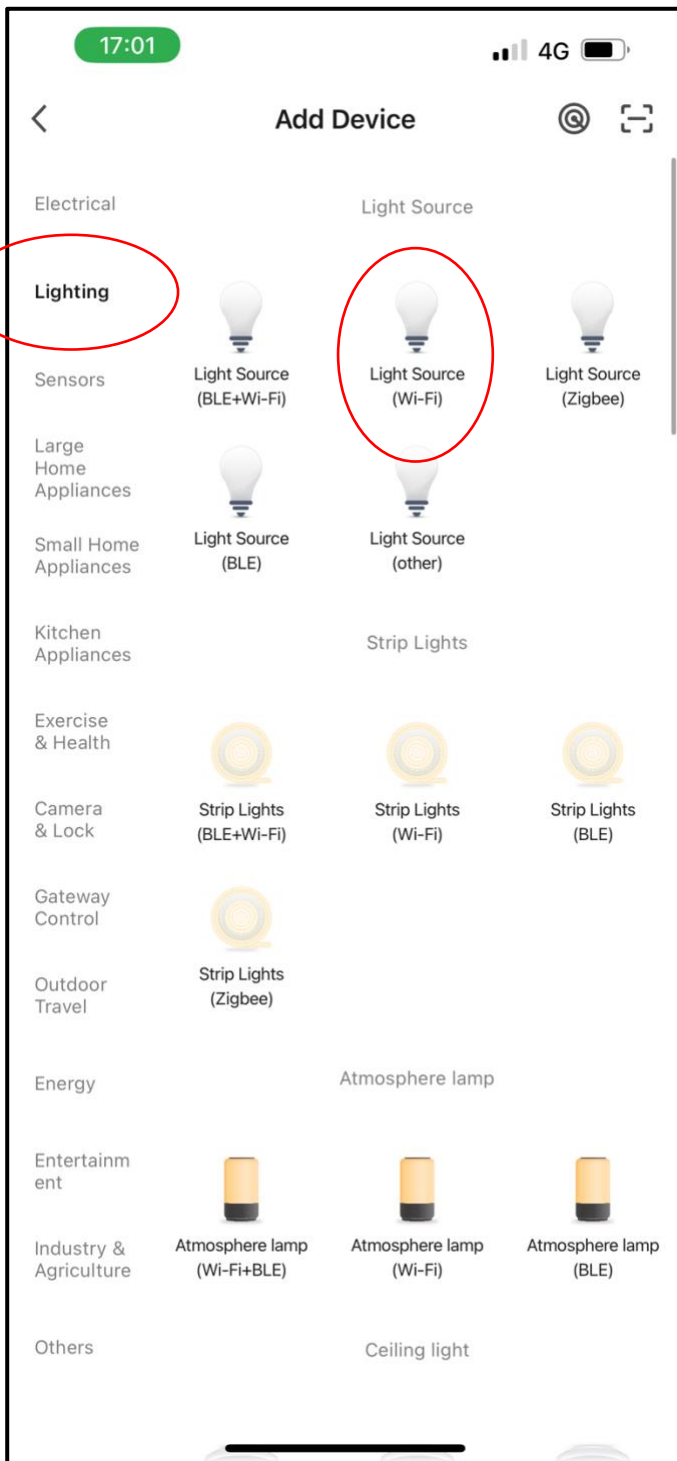 17:01
4G
Add Device
Electrical
Lighting
Sensors
Large
Home
Appliances
Small Home
Appliances
Kitchen
Appliances
Exercise
& Health
Camera
& Lock
Gateway
Control
Outdoor
Travel
Energy
Entertainm
ent
Industry &
Agriculture
Others
Light Source
Light Source
(BLE+Wi-Fi)
Light Source
(Wi-Fi)
Light Source
(Zigbee)
Light Source
(BLE)
Light Source
(other)
Strip Lights
Strip Lights
(BLE+Wi-Fi)
Strip Lights
(Wi-Fi)
Strip Lights
(BLE)
Strip Lights
(Zigbee)
Atmosphere lamp
Atmosphere lamp
(Wi-Fi+BLE)
Atmosphere lamp
(Wi-Fi)
Atmosphere lamp
(BLE)
Ceiling light